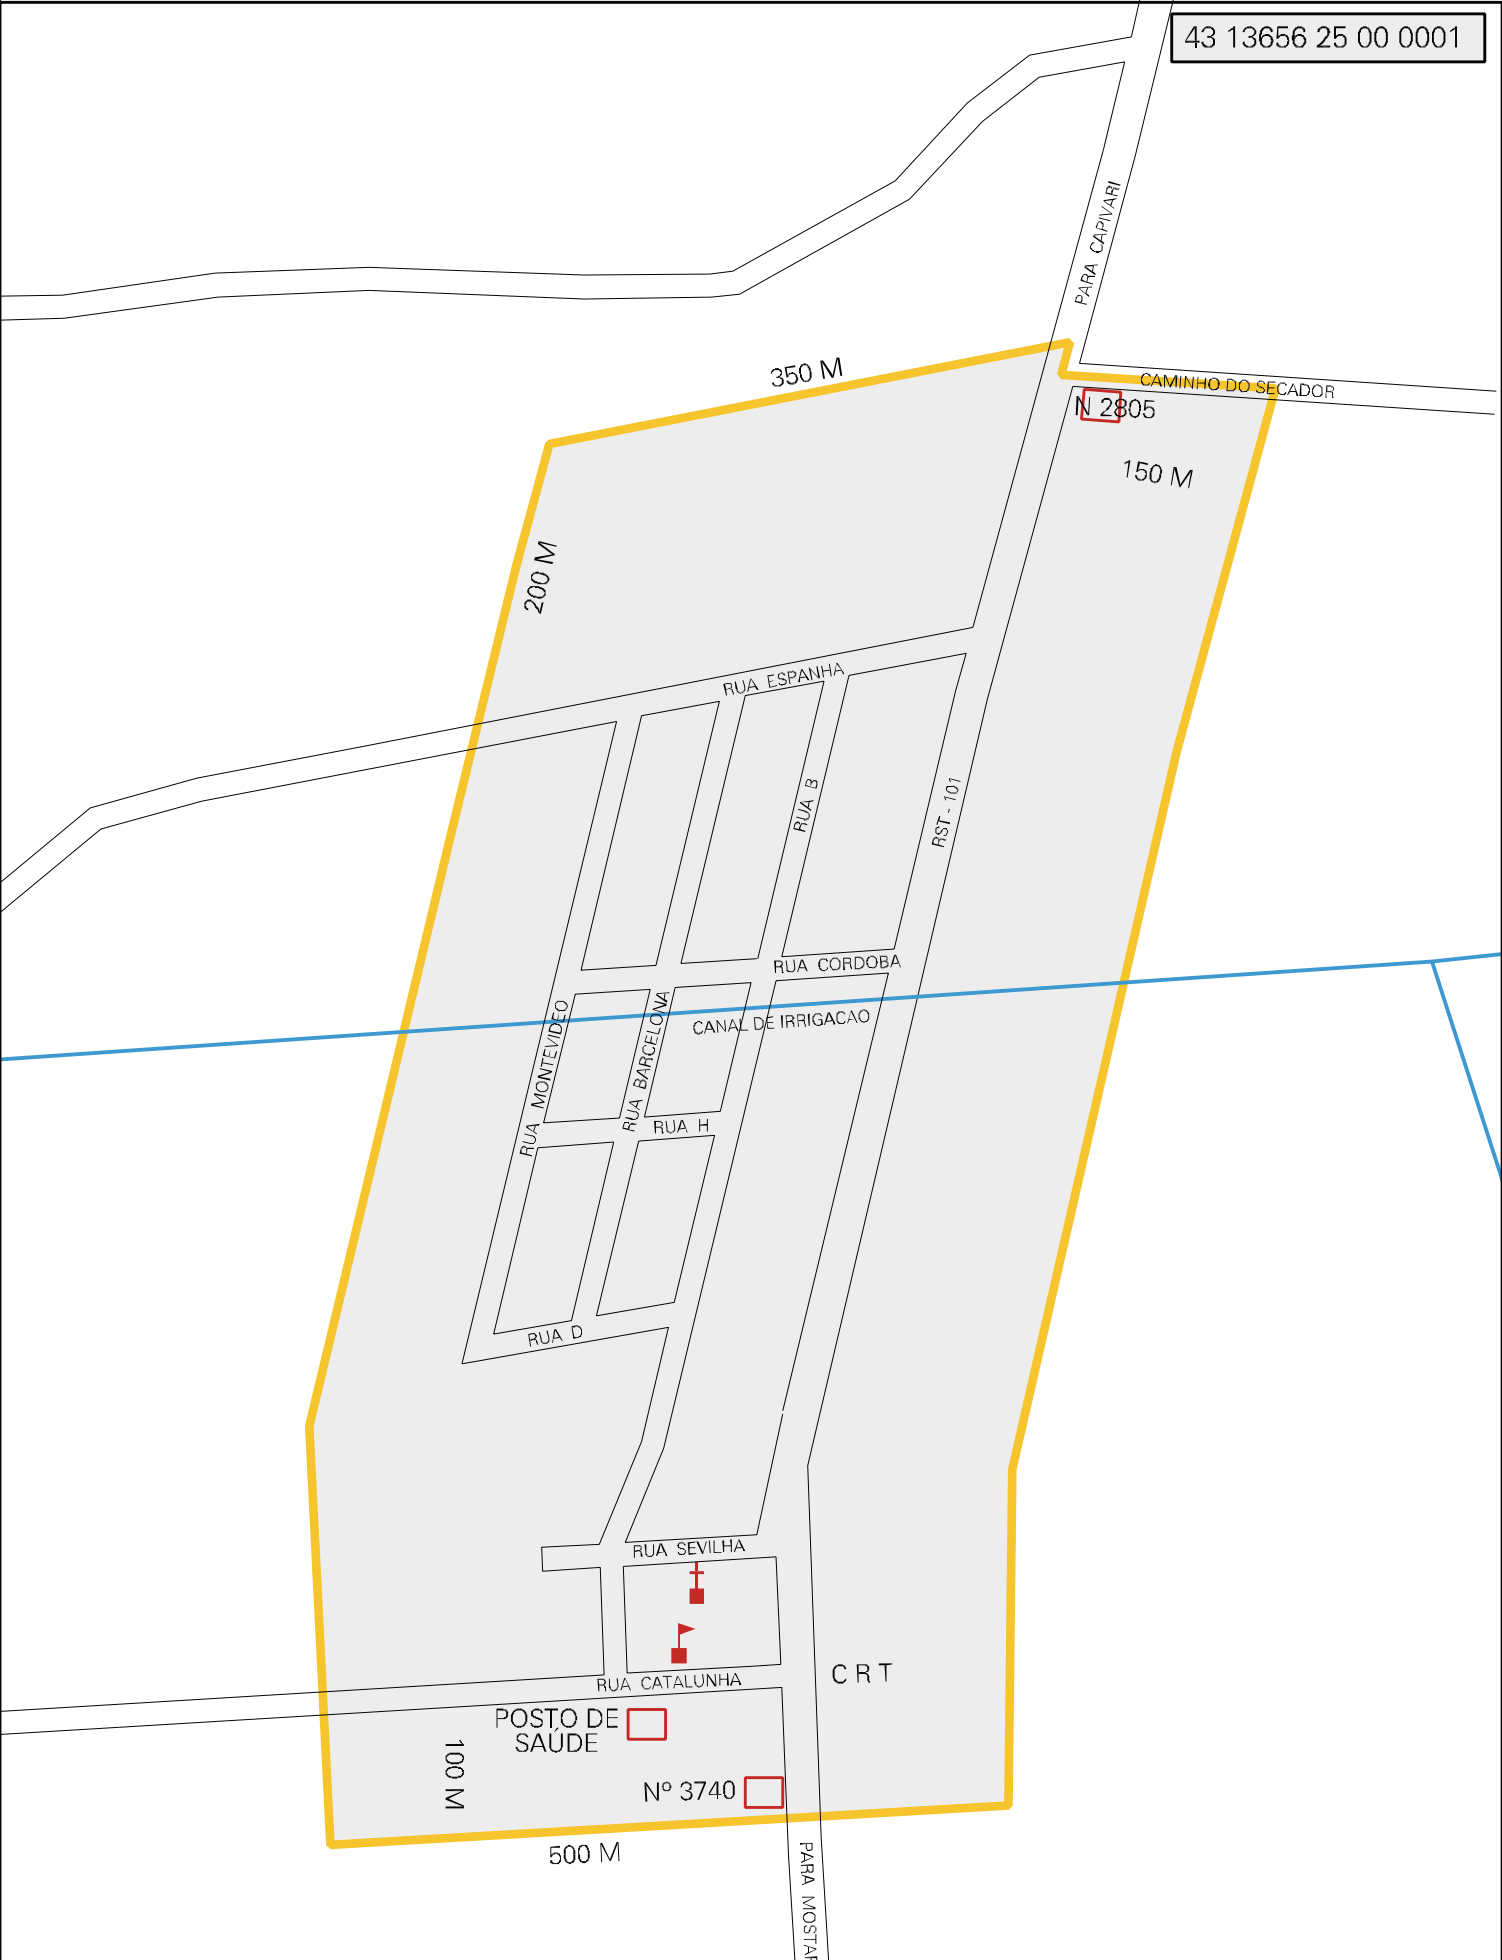 43 13656 25 00 0001
PARA CAPIVARI
350 M
CAMINHO DO SECADOR
N 2805
150 M
200 M
RUA ESPANHA
RUA B
RST - 101
RUA CORDOBA
CANAL DE IRRIGACAO
RUA MONTEVIDEO
RUA BARCELONA
RUA H
RUA D
RUA SEVILHA
CRT
RUA CATALUNHA
POSTO DE
SAÚDE
100 M
Nº 3740
500 M
PARA